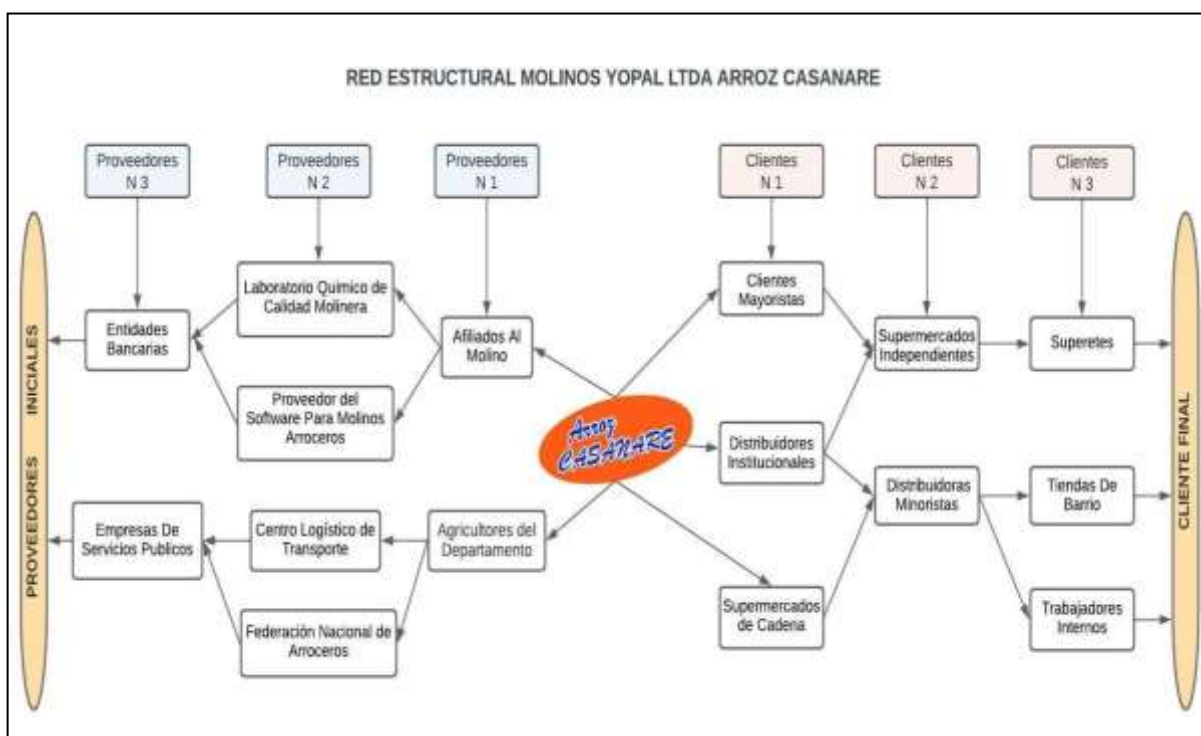 RED ESTRUCTURAL MOLINOS YOPAL LTDA ARROZ CASANARE
Proveedores
N 3
Proveedores
N 2
Proveedores
N 1
Clientes
N 1
Clientes
N 2
Clientes
N 3
PROVEEDORES INICIALES
Entidades
Bancarias
Laboratorio Quimico de
Calidad Molinera
Proveedor del
Software Para Molinos
Arroceros
Afiliados Al
Molino
Empresas De
Servicios Publicos
Centro Logístico de
Transporte
Federación Nacional de
Arroceros
Agricultores del
Departamento
Arroz
CASANARE
Clientes
Mayoristas
Distribuidores
Institucionales
Supermercados
de Cadena
Supermercados
Independientes
Distribuidoras
Minoristas
Superetes
Tiendas De
Barrio
Trabajadores
Internos
CLIENTE FINAL